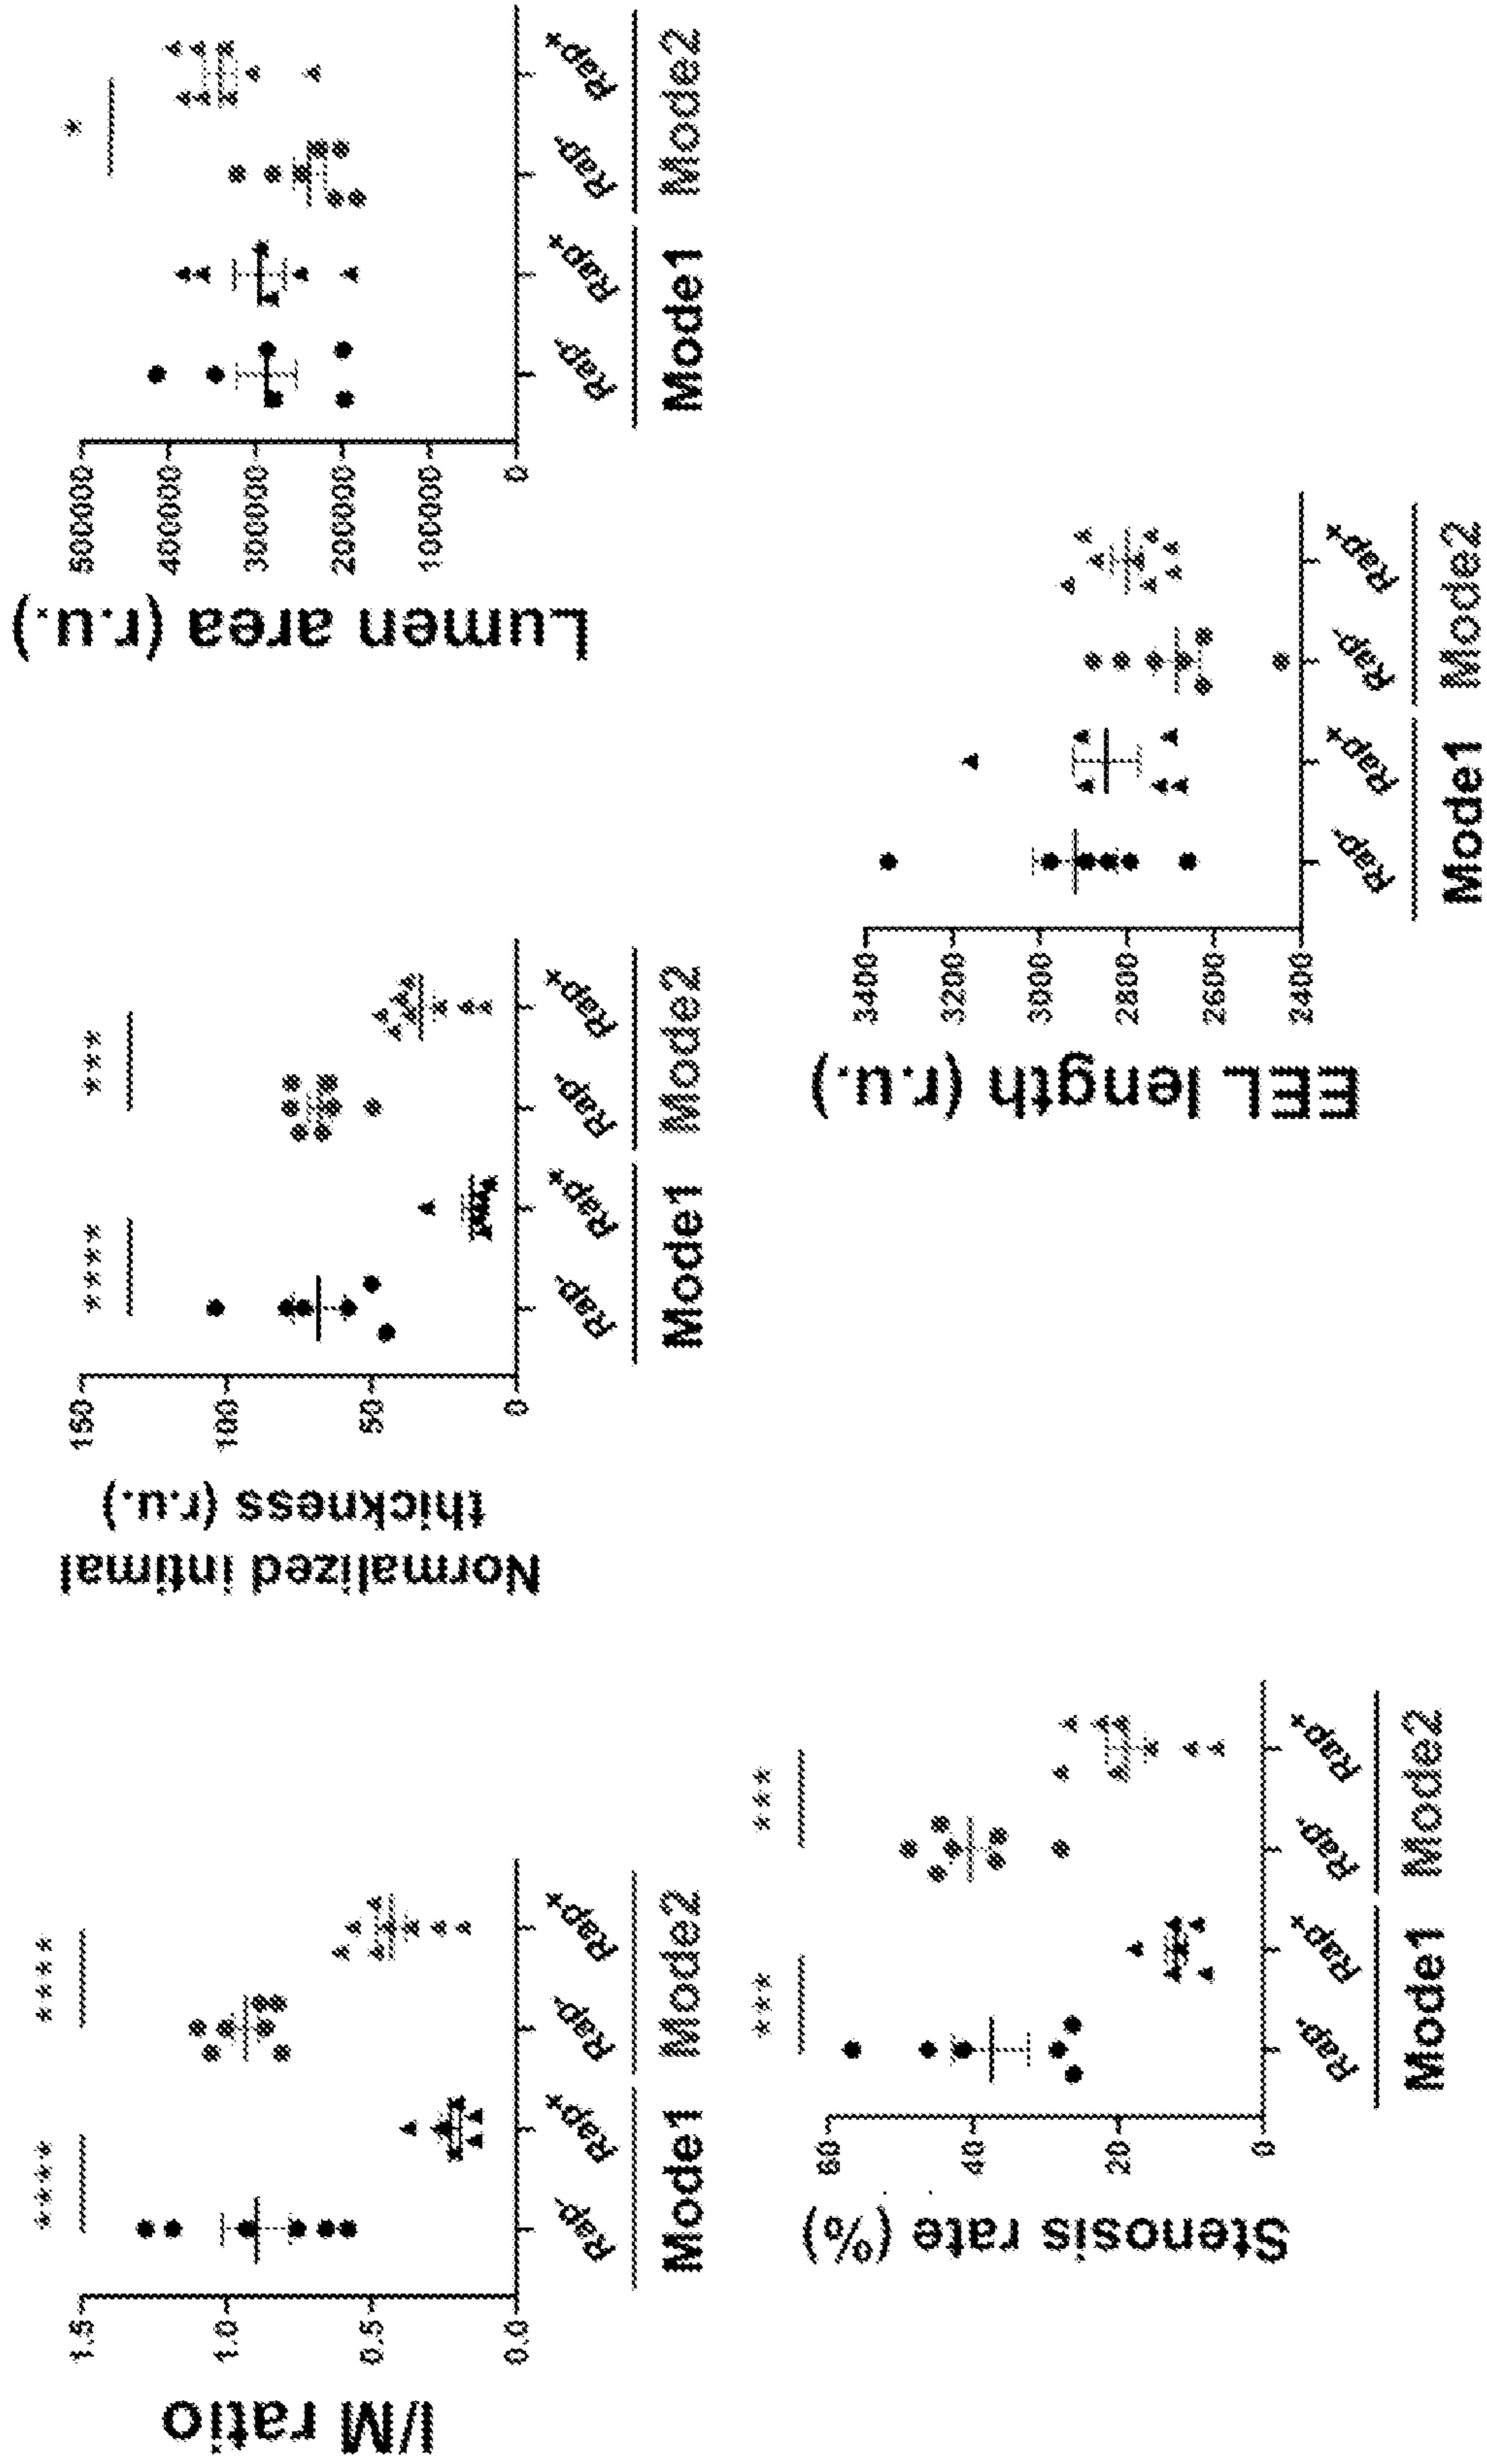 I/M ratio
1.5
1.0
0.5
0.0
****
****
Rap-
Rap+
Rap-
Rap+
Mode1
Mode2
Normalized intimal
thickness (r.u.)
150
100
50
0
****
***
Rap-
Rap+
Rap-
Rap+
Mode1
Mode2
Lumen area (r.u.)
500000
400000
300000
200000
100000
0
*
Rap-
Rap+
Rap-
Rap+
Mode1
Mode2
Stenosis rate (%)
60
40
20
0
***
***
Rap-
Rap+
Rap-
Rap+
Mode1
Mode2
EEL length (r.u.)
3400
3200
3000
2800
2600
2400
Rap-
Rap+
Rap-
Rap+
Mode1
Mode2